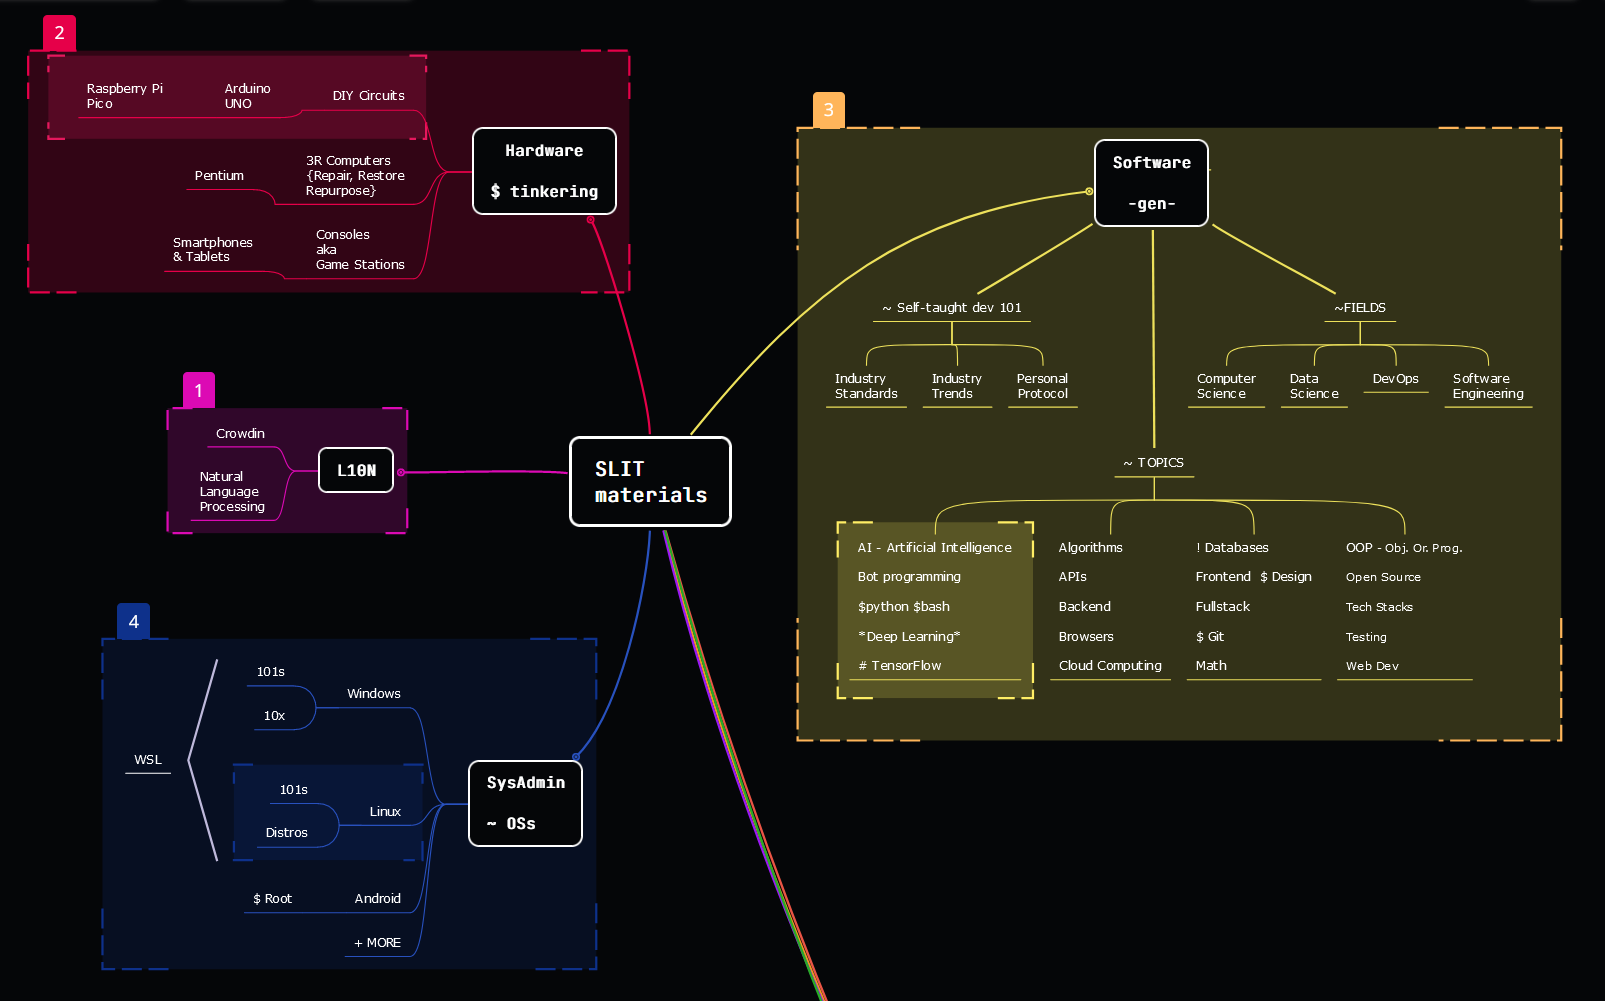 2
Raspberry Pi
Pico
Arduino
UNO
DIY Circuits
Pentium
3R Computers
{Repair, Restore
Repurpose}
Smartphones
& Tablets
Consoles
aka
Game Stations
Hardware
$ tinkering
1
Crowdin
Natural
Language
Processing
L10N
SLIT
materials
3
Software
-gen-
~ Self-taught dev 101
Industry
Standards
Industry
Trends
Personal
Protocol
~FIELDS
Computer
Science
Data
Science
DevOps
Software
Engineering
~ TOPICS
AI - Artificial Intelligence
Bot programming
$python $bash
*Deep Learning*
# TensorFlow
Algorithms
APIs
Backend
Browsers
Cloud Computing
! Databases
Frontend $ Design
Fullstack
$ Git
Math
OOP - Obj. Or. Prog.
Open Source
Tech Stacks
Testing
Web Dev
4
WSL
101s
10x
Windows
101s
Distros
Linux
$ Root
Android
+ MORE
SysAdmin
~ OSs